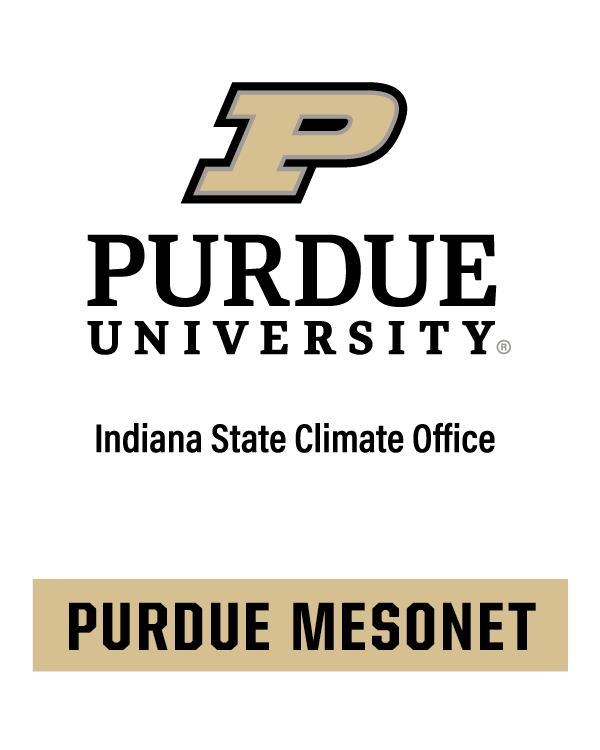 P
PURDUE
UNIVERSITY®
Indiana State Climate Office
PURDUE MESONET